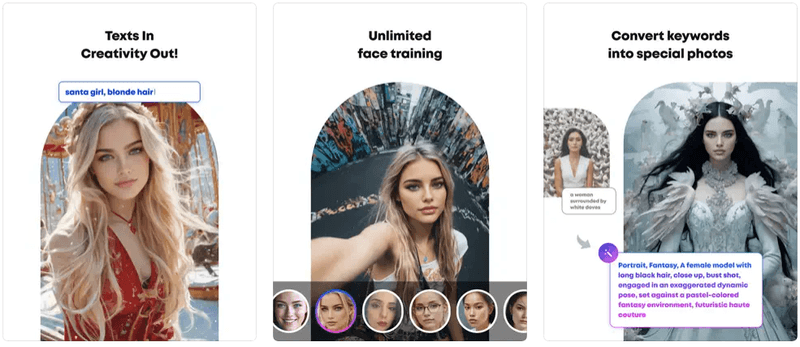 Texts In
Creativity Out!
santa girl, blonde hair
Unlimited
face training
Convert keywords
into special photos
a woman
surrounded by
white doves
Portrait, Fantasy, A female model with
long black hair, close up, bust shot,
engaged in an exaggerated dynamic
pose, set against a pastel-colored
fantasy environment, futuristic haute
couture